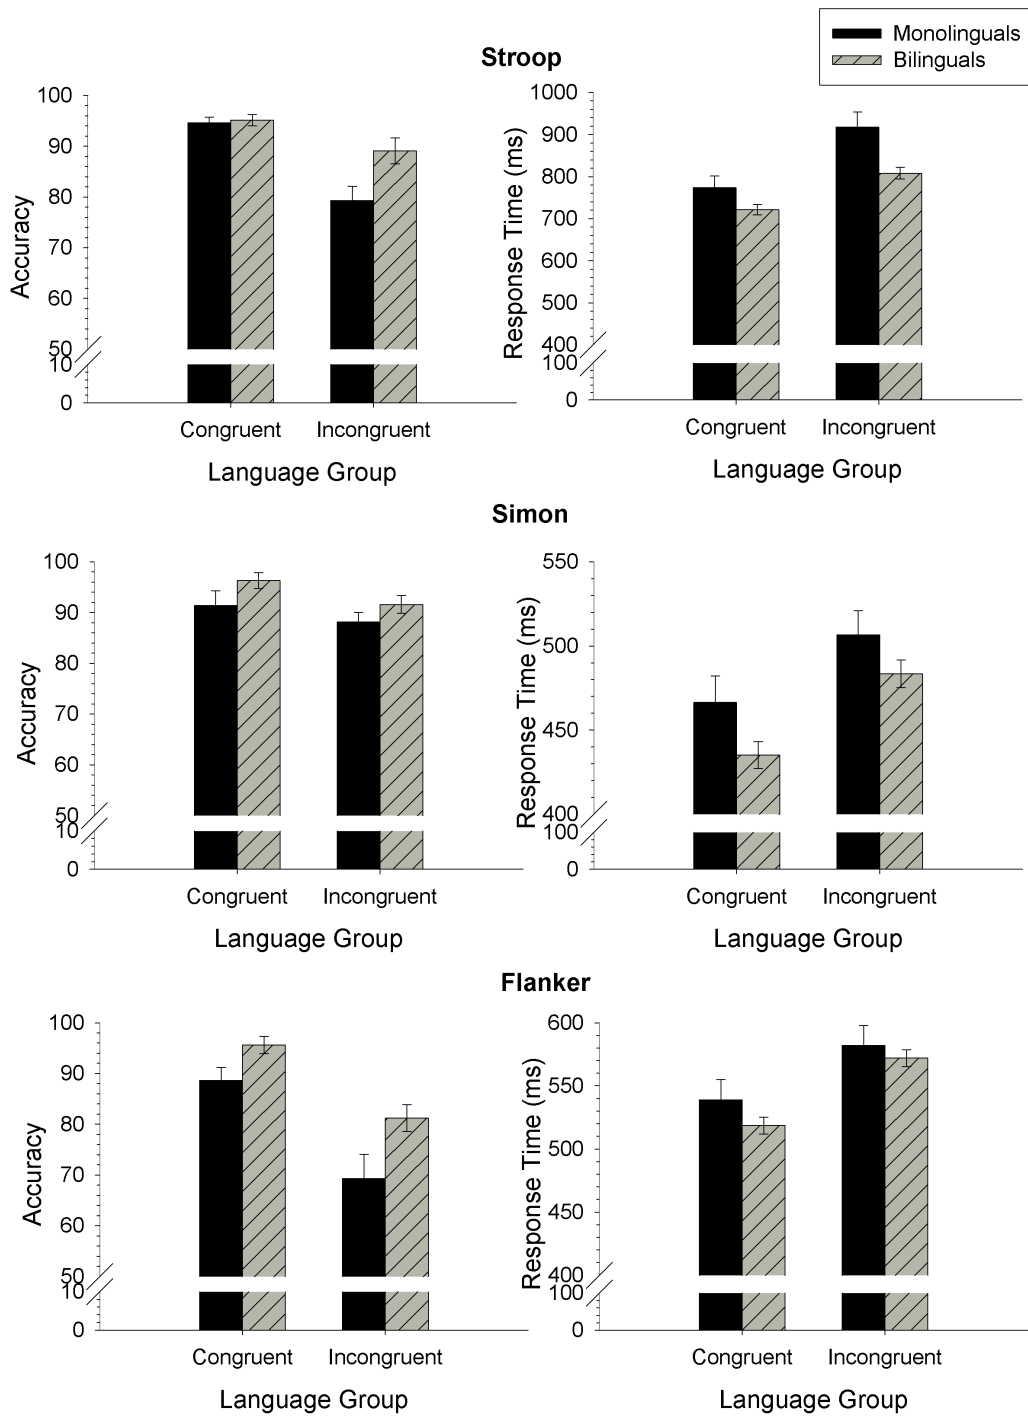 Monolinguals
Bilinguals
Stroop
Accuracy
100
90
80
70
60
50
10
0
Congruent Incongruent
Language Group
Response Time (ms)
1000
900
800
700
600
500
400
100
0
Congruent Incongruent
Language Group
Simon
Accuracy
100
90
80
70
60
50
10
0
Congruent Incongruent
Language Group
Response Time (ms)
550
500
450
400
100
0
Congruent Incongruent
Language Group
Flanker
Accuracy
100
90
80
70
60
50
10
0
Congruent Incongruent
Language Group
Response Time (ms)
600
550
500
450
400
100
0
Congruent Incongruent
Language Group